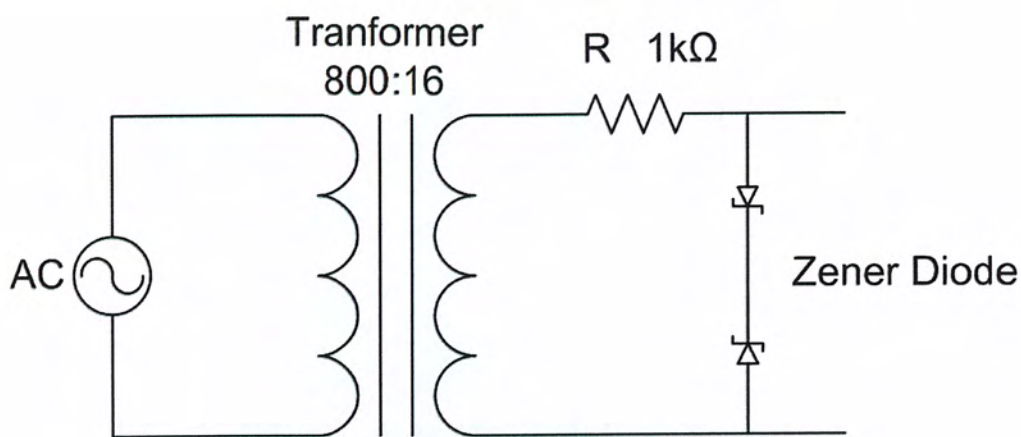 Tranformer
800:16
R 1kΩ
AC
Zener Diode